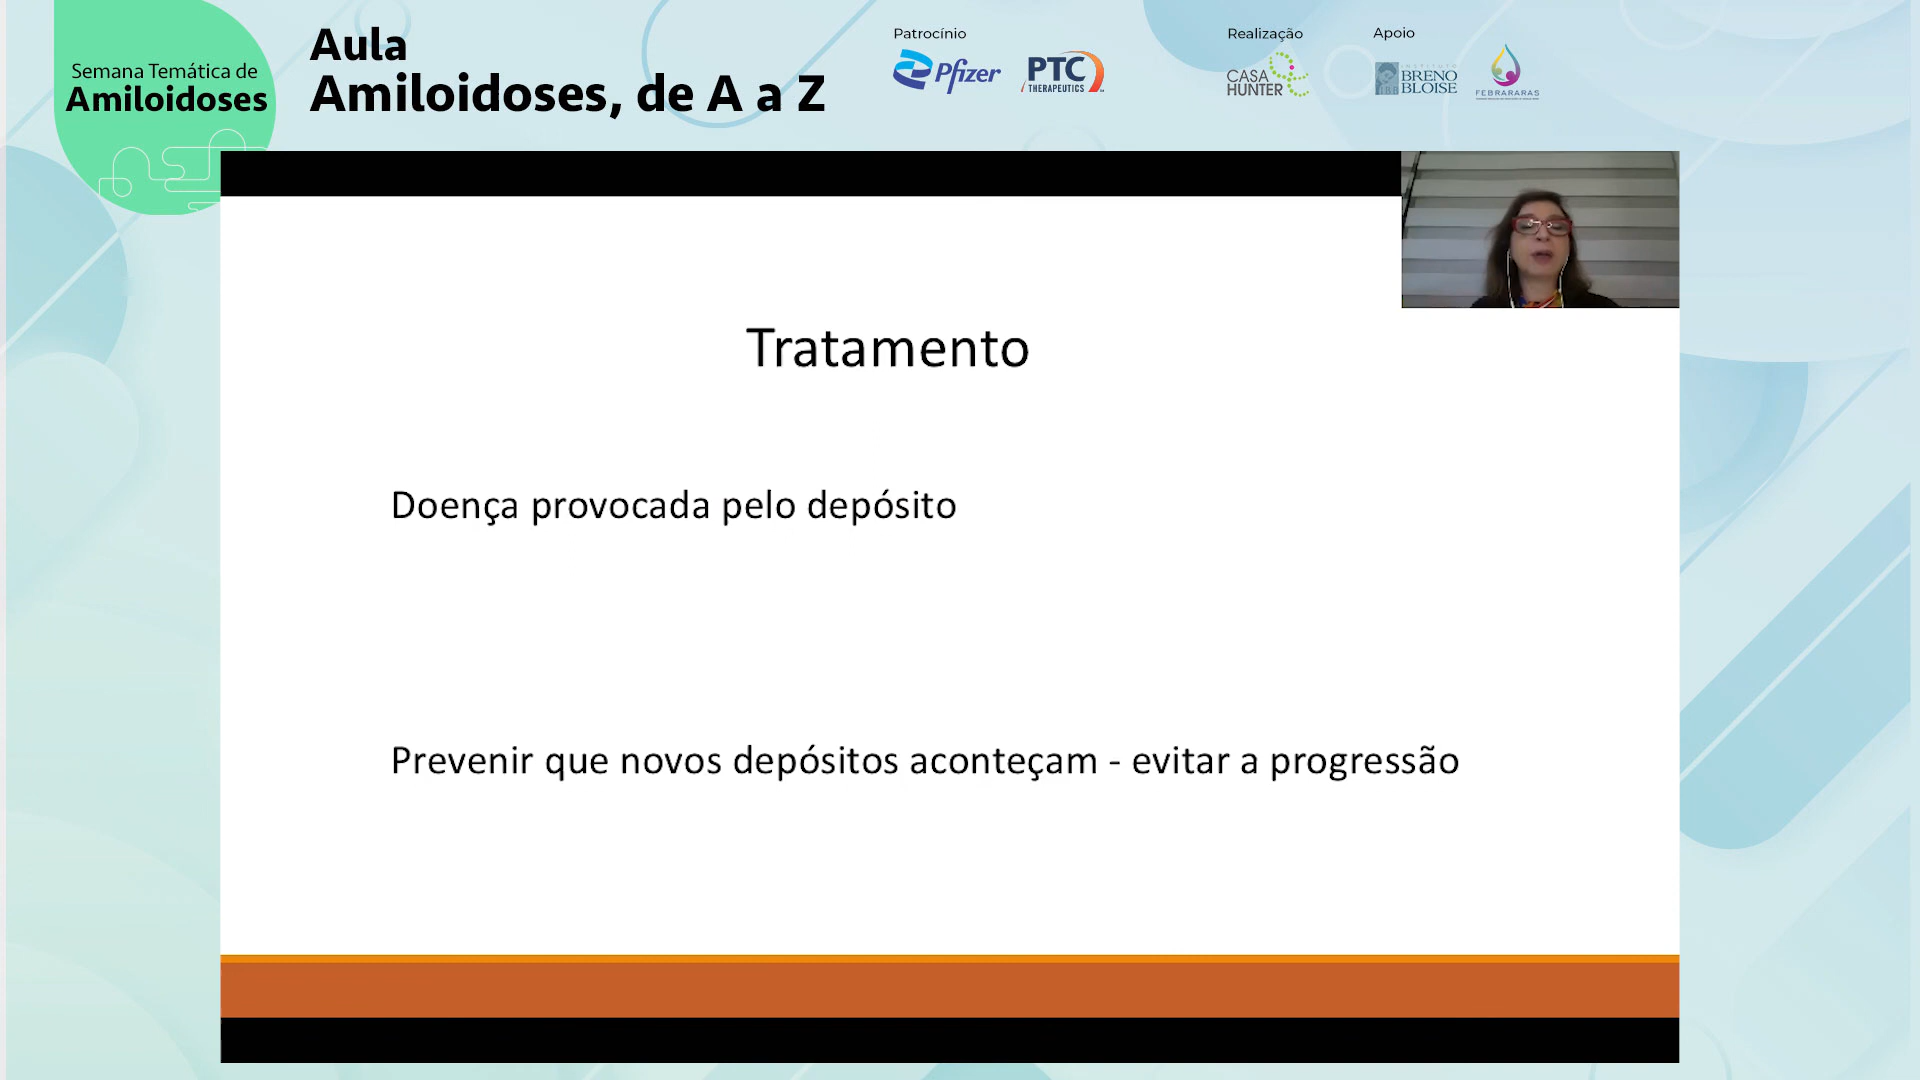 Semana Temática de
Amiloidoses
Aula
Amiloidoses, de A a Z
Patrocínio
Pfizer
PTC
THERAPEUTICS
Realização
CASA
HUNTER
Apoio
INSTITUTO
BRENO
BLOISE
FEBRARARAS
Tratamento
Doença provocada pelo depósito
Prevenir que novos depósitos aconteçam - evitar a progressão